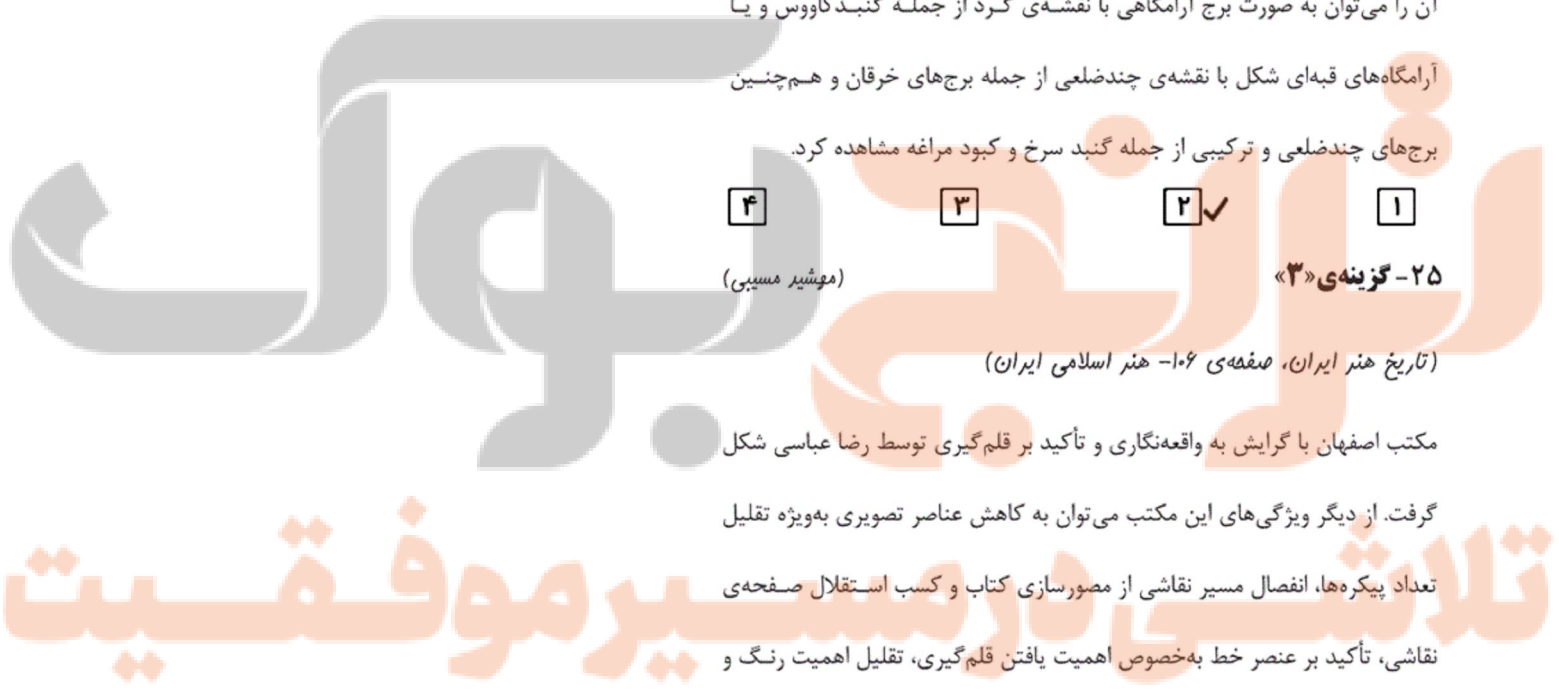 آن را می‌توان به صورت برج آرامگاهی با نقشه‌ی گرد از جمله گنبدکاووس و یا
آرامگاه‌های قبه‌ای شکل با نقشه‌ی چندضلعی از جمله برج‌های خرقان و هم‌چنین
برج‌های چندضلعی و ترکیبی از جمله گنبد سرخ و کبود مراغه مشاهده کرد.
۱ ۲✓ ۳ ۴
۲۵- گزینه‌ی«۳» (مهشید مسیبی)
(تاریخ هنر ایران، صفحه‌ی ۱۰۶- هنر اسلامی ایران)
مکتب اصفهان با گرایش به واقعه‌نگاری و تأکید بر قلم‌گیری توسط رضا عباسی شکل
گرفت. از دیگر ویژگی‌های این مکتب می‌توان به کاهش عناصر تصویری به‌ویژه تقلیل
تعداد پیکره‌ها، انفصال مسیر نقاشی از مصورسازی کتاب و کسب استقلال صفحه‌ی
نقاشی، تأکید بر عنصر خط به‌خصوص اهمیت یافتن قلم‌گیری، تقلیل اهمیت رنگ و
ترنج بوک
تلاشی در مسیر موفقیت